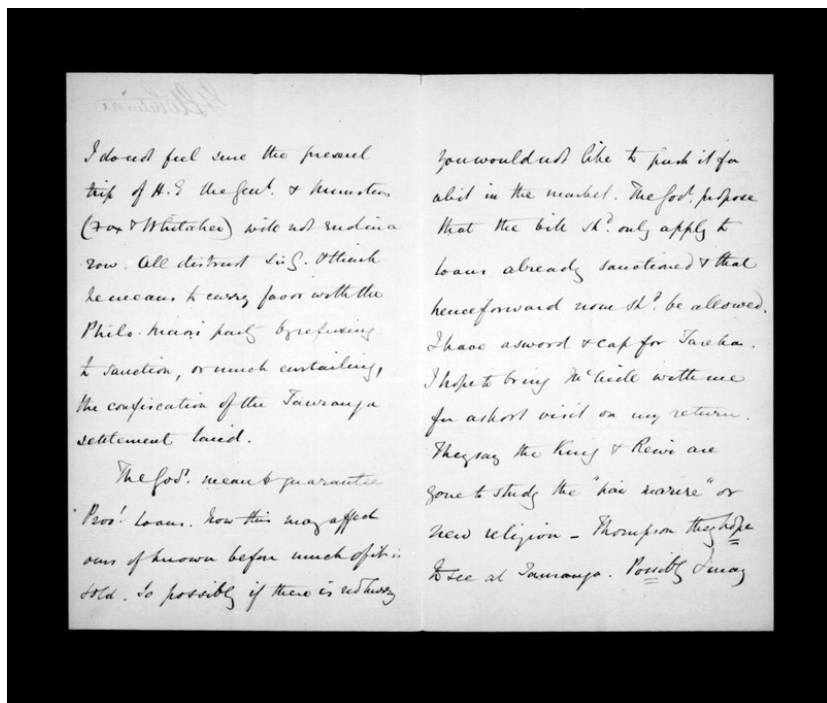 I do not feel sure the present
trip of H.E. the Genl. & Ministers
(Fox & Whitaker) will not end in a
row. All distrust Sir G. & think
he means to curry favor with the
Philo-maori party by refusing
to sanction, or much curtailing,
the confiscation of the Tauranga
settlement land.
The Govt. mean to guarantee
Provl. Loans. Now this may affect
ours if known before much of it is
sold. So possibly if there is no hurry
you would not like to push it for
a bit in the market. The Govt. propose
that the bill shd. only apply to
loans already sanctioned & that
henceforward none shd. be allowed.
I have a sword & cap for Tareha.
I hope to bring with me
for a short visit on my return.
They say the King & Rewi are
gone to study the "pai marire" or
new religion - Thompson they hope
to see at Tauranga. Possibly I may